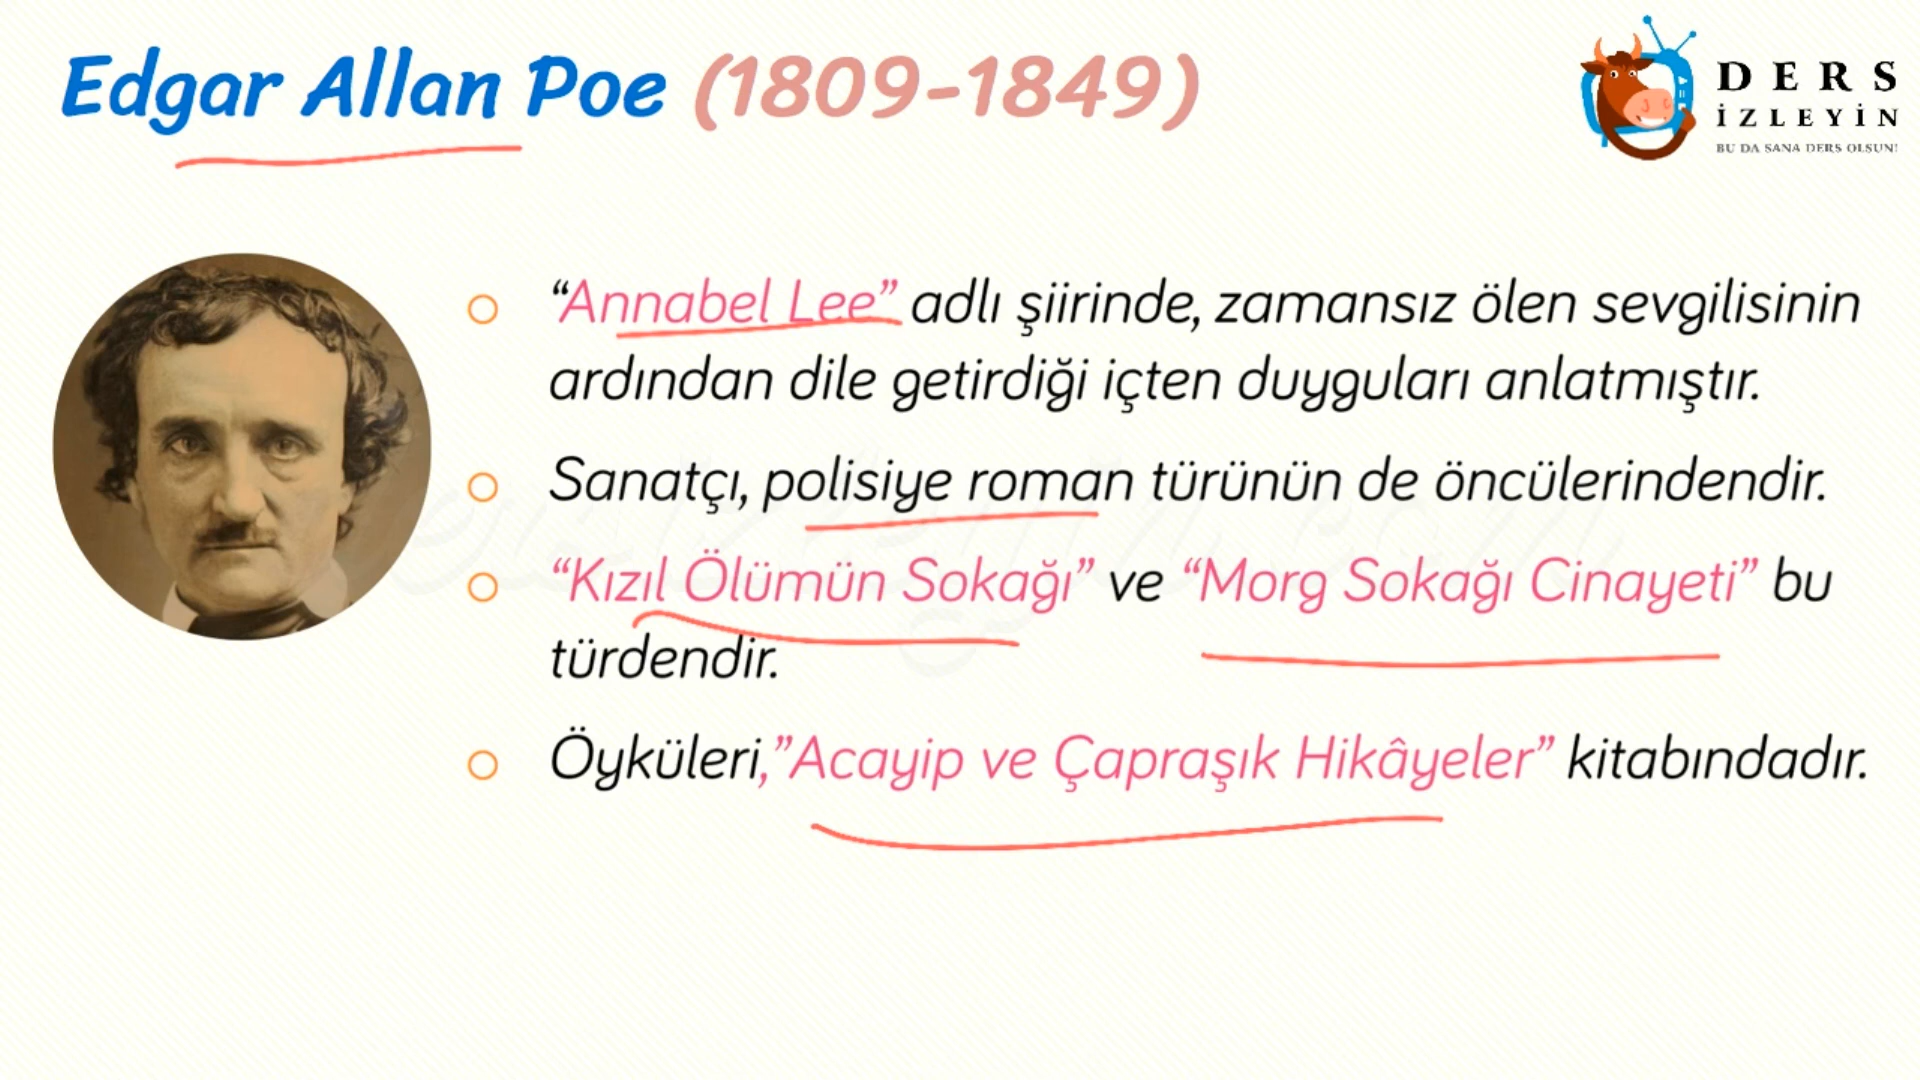 Edgar Allan Poe (1809-1849)
DERS
İZLEYİN
BU DA SANA DERS OLSUN!
“Annabel Lee” adlı şiirinde, zamansız ölen sevgilisinin
ardından dile getirdiği içten duyguları anlatmıştır.
Sanatçı, polisiye roman türünün de öncülerindendir.
“Kızıl Ölümün Sokağı” ve “Morg Sokağı Cinayeti” bu
türdendir.
Öyküleri,”Acayip ve Çapraşık Hikâyeler” kitabındadır.